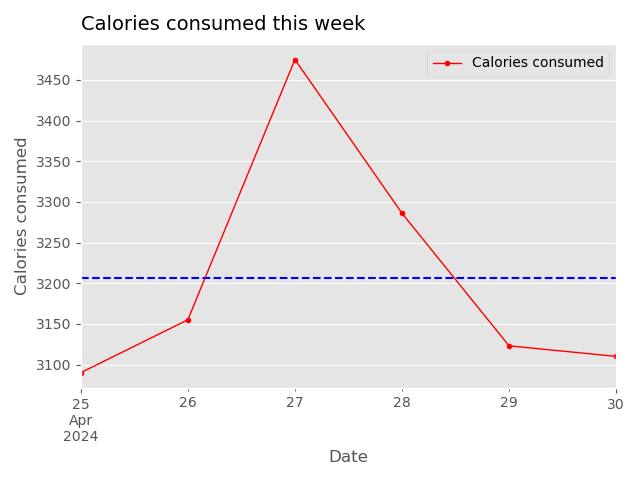 Calories consumed this week
Calories consumed
3450
3400
3350
3300
3250
3200
3150
3100
Calories consumed
25 26 27 28 29 30
Apr
2024
Date